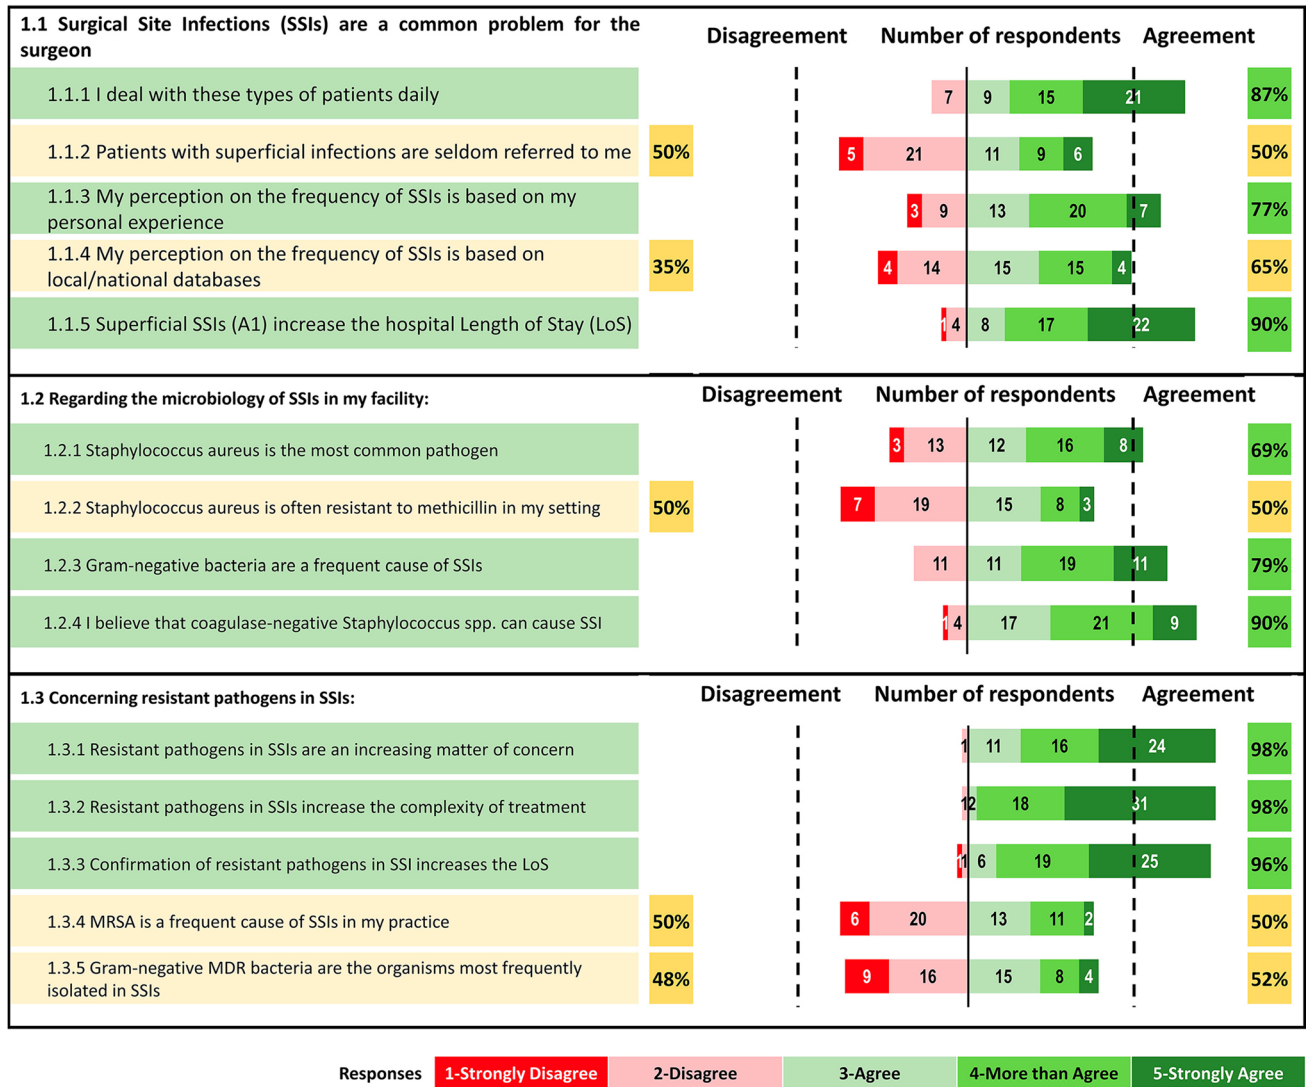 1.1 Surgical Site Infections (SSIs) are a common problem for the
surgeon
Disagreement Number of respondents Agreement
1.1.1 I deal with these types of patients daily 7 9 15 21 87%
1.1.2 Patients with superficial infections are seldom referred to me 50% 5 21 11 9 6 50%
1.1.3 My perception on the frequency of SSIs is based on my
personal experience 3 9 13 20 7 77%
1.1.4 My perception on the frequency of SSIs is based on
local/national databases 35% 4 14 15 15 4 65%
1.1.5 Superficial SSIs (A1) increase the hospital Length of Stay (LoS) 1 4 8 17 22 90%
1.2 Regarding the microbiology of SSIs in my facility: Disagreement Number of respondents Agreement
1.2.1 Staphylococcus aureus is the most common pathogen 3 13 12 16 8 69%
1.2.2 Staphylococcus aureus is often resistant to methicillin in my setting 50% 7 19 15 8 3 50%
1.2.3 Gram-negative bacteria are a frequent cause of SSIs 11 11 19 11 79%
1.2.4 I believe that coagulase-negative Staphylococcus spp. can cause SSI 1 4 17 21 9 90%
1.3 Concerning resistant pathogens in SSIs: Disagreement Number of respondents Agreement
1.3.1 Resistant pathogens in SSIs are an increasing matter of concern 1 11 16 24 98%
1.3.2 Resistant pathogens in SSIs increase the complexity of treatment 1 2 18 31 98%
1.3.3 Confirmation of resistant pathogens in SSI increases the LoS 1 1 6 19 25 96%
1.3.4 MRSA is a frequent cause of SSIs in my practice 50% 6 20 13 11 2 50%
1.3.5 Gram-negative MDR bacteria are the organisms most frequently
isolated in SSIs 48% 9 16 15 8 4 52%
Responses 1-Strongly Disagree 2-Disagree 3-Agree 4-More than Agree 5-Strongly Agree